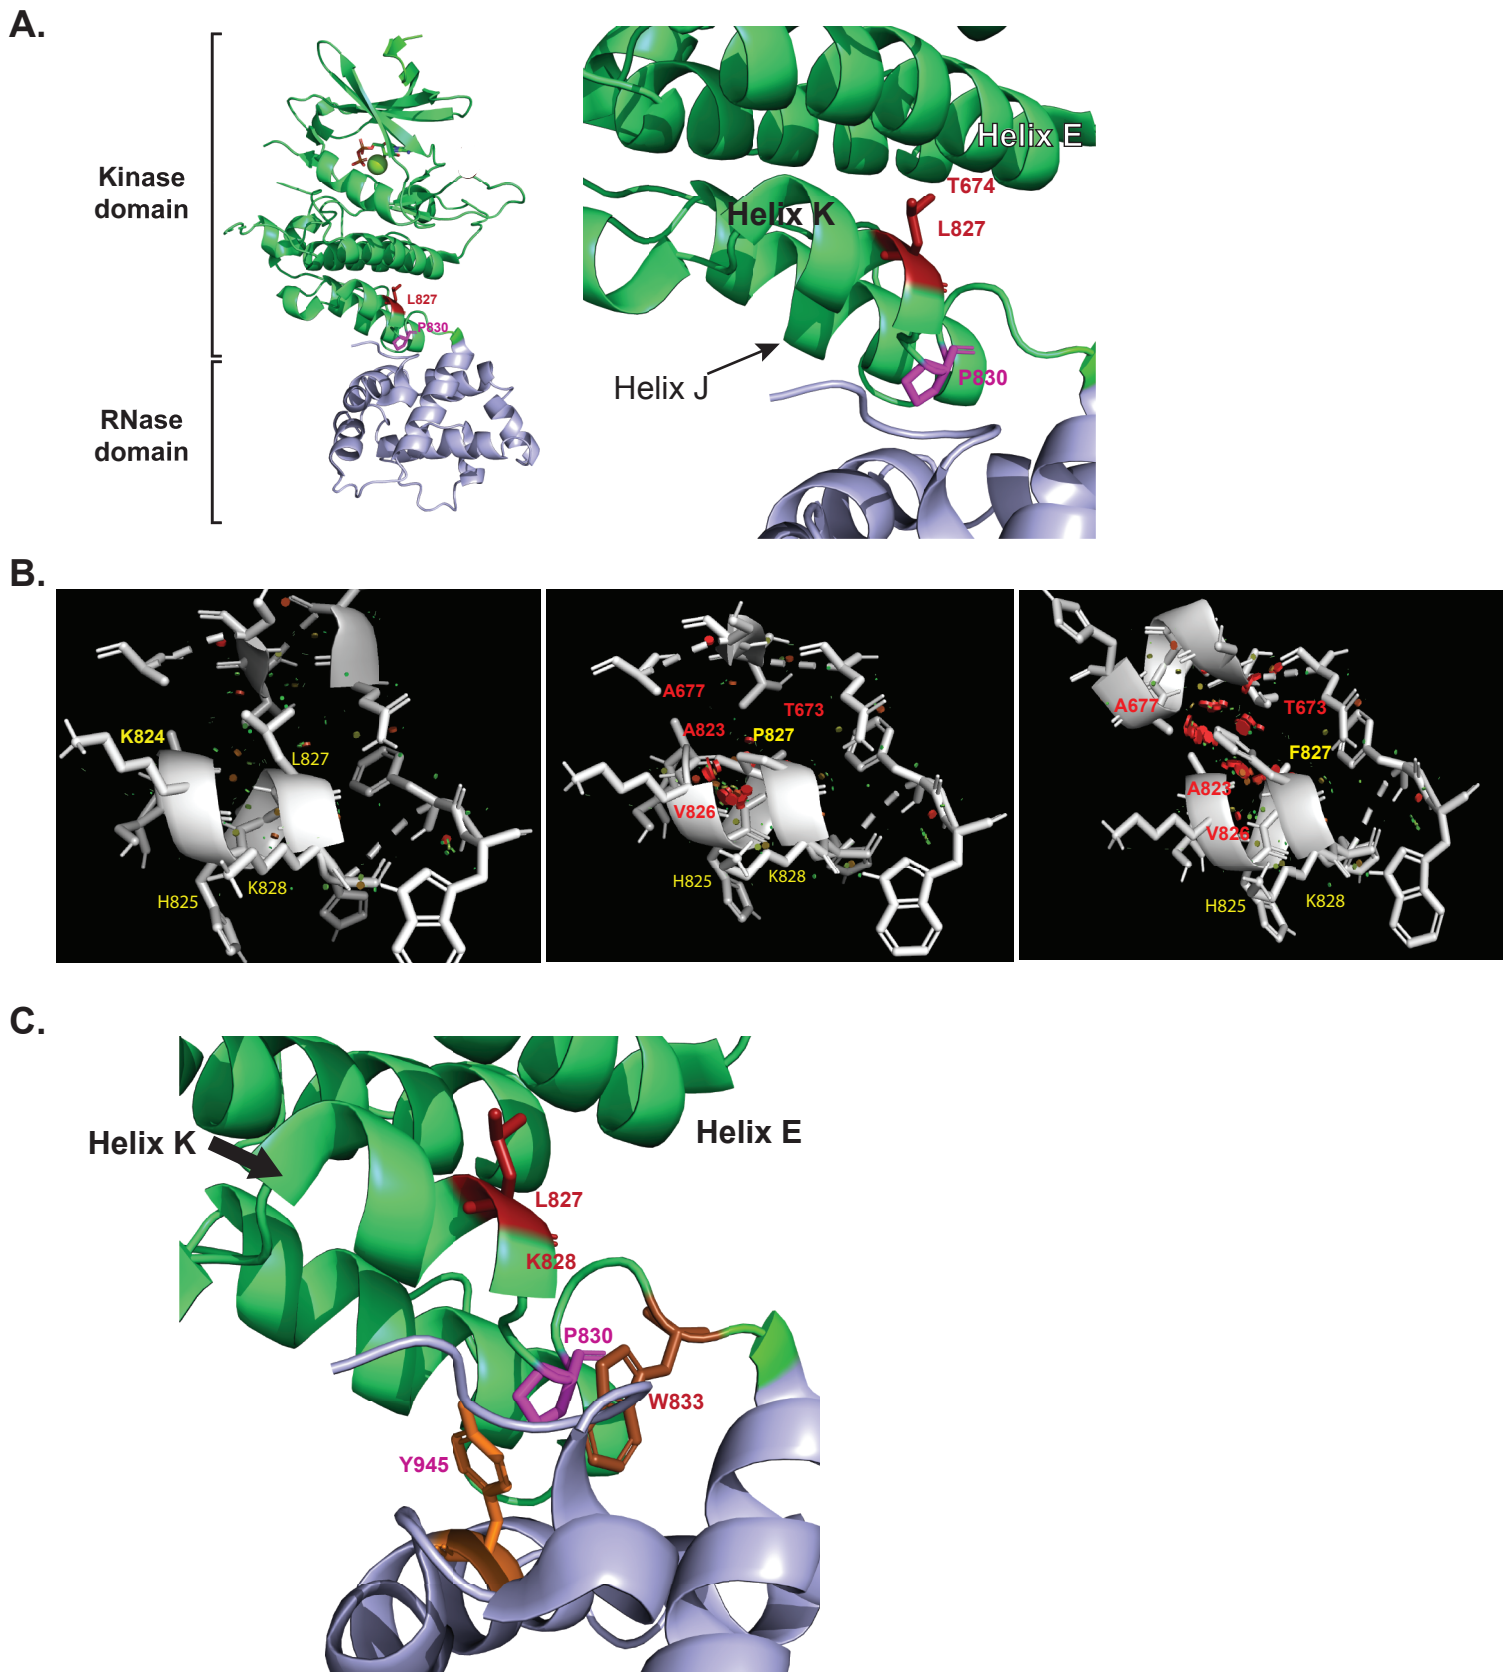 A.
Kinase
domain
RNase
domain
L827
P830
Helix E
T674
L827
Helix K
Helix J
P830
B.
K824
L827
H825
K828
A677
T673
A823
P827
V826
H825
K828
A677
T673
F827
A823
V826
H825
K828
C.
Helix K
Helix E
L827
K828
P830
W833
Y945